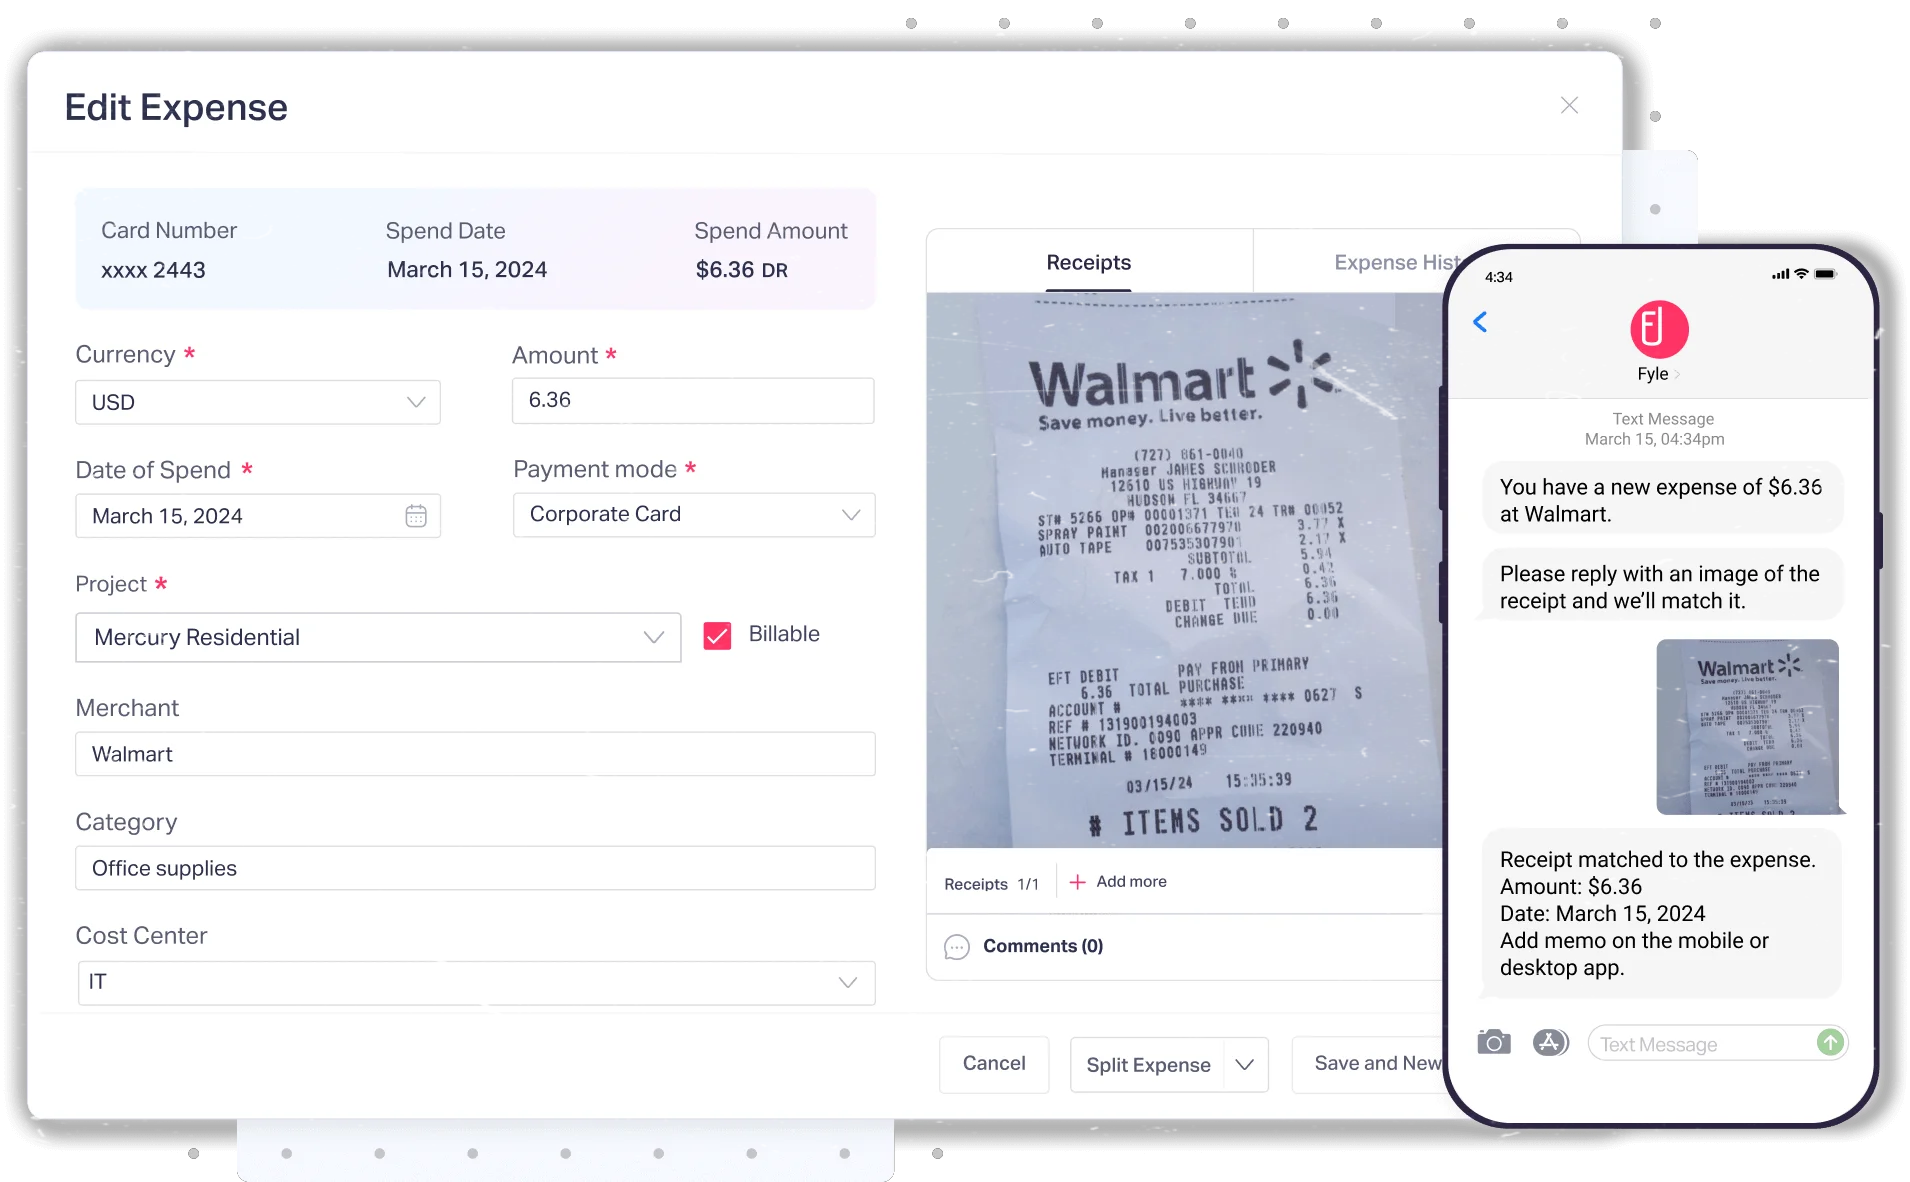 Edit Expense
Card Number
Spend Date
Spend Amount
xxxx 2443
March 15, 2024
$6.36 DR
Currency *
Amount *
USD
6.36
Date of Spend *
Payment mode *
March 15, 2024
Corporate Card
Project *
Mercury Residential
Billable
Merchant
Walmart
Category
Office supplies
Cost Center
IT
Receipts
Expense Hist
Walmart
Save money. Live better.
(727) 861-0040
Manager JAMES SCHRODER
12610 US HIGHWAY 19
HUDSON FL 34667
ST# 5266 OP# 00001371 TE# 24 TR# 00052
SPRAY PAINT 002006677970 3.77 X
AUTO TAPE 007535307901 2.17 X
SUBTOTAL 5.94
TAX 1 7.000 % 0.42
TOTAL 6.36
DEBIT TEND 6.36
CHANGE DUE 0.00
EFT DEBIT PAY FROM PRIMARY
6.36 TOTAL PURCHASE
ACCOUNT # **** **** **** 0627 S
REF # 131900194003
NETWORK ID. 0090 APPR CODE 220940
TERMINAL # 18000149
03/15/24 15:35:39
# ITEMS SOLD 2
Receipts 1/1
Add more
Comments (0)
Cancel
Split Expense
Save and New
4:34
Fyle
Text Message
March 15, 04:34pm
You have a new expense of $6.36
at Walmart.
Please reply with an image of the
receipt and we'll match it.
Walmart
Save money. Live better.
Receipt matched to the expense.
Amount: $6.36
Date: March 15, 2024
Add memo on the mobile or
desktop app.
Text Message